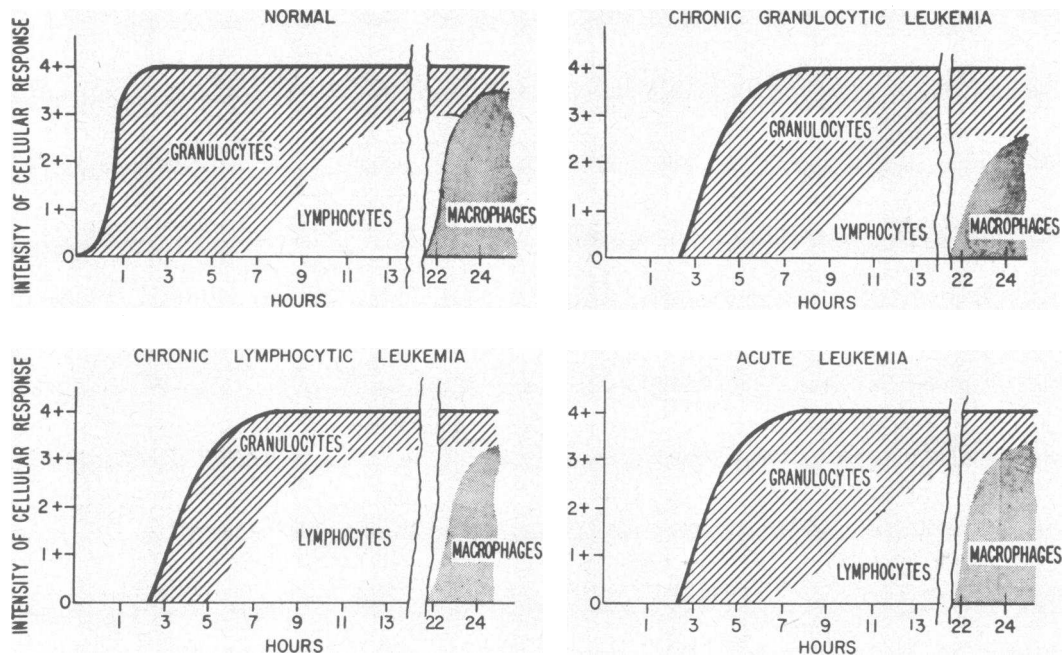 NORMAL
INTENSITY OF CELLULAR RESPONSE
4+
3+
2+
1+
0
GRANULOCYTES
LYMPHOCYTES
MACROPHAGES
1 3 5 7 9 11 13 22 24
HOURS
CHRONIC GRANULOCYTIC LEUKEMIA
4+
3+
2+
1+
0
GRANULOCYTES
LYMPHOCYTES
MACROPHAGES
1 3 5 7 9 11 13 22 24
HOURS
CHRONIC LYMPHOCYTIC LEUKEMIA
INTENSITY OF CELLULAR RESPONSE
4+
3+
2+
1+
0
GRANULOCYTES
LYMPHOCYTES
MACROPHAGES
1 3 5 7 9 11 13 22 24
HOURS
ACUTE LEUKEMIA
4+
3+
2+
1+
0
GRANULOCYTES
LYMPHOCYTES
MACROPHAGES
1 3 5 7 9 11 13 22 24
HOURS